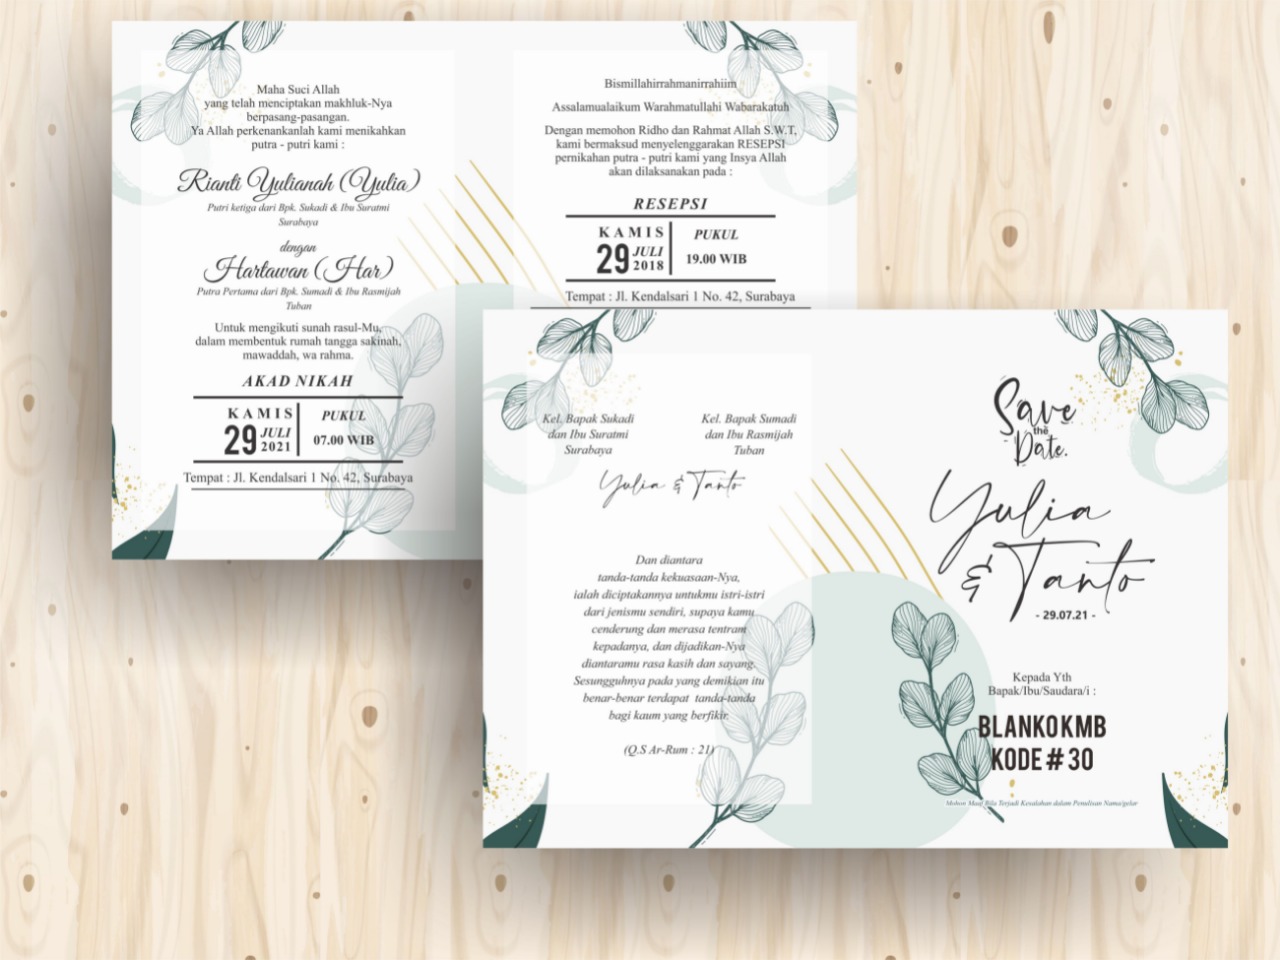 Maha Suci Allah
yang telah menciptakan makhluk-Nya
berpasang-pasangan.
Ya Allah perkenankanlah kami menikahkan
putra - putri kami :
Rianti Yulianah (Yulia)
Putri ketiga dari Bpk. Sukadi & Ibu Suratmi
Surabaya
dengan
Hartawan (Har)
Putra Pertama dari Bpk. Sumadi & Ibu Rasmijah
Tuban
Untuk mengikuti sunah rasul-Mu,
dalam membentuk rumah tangga sakinah,
mawaddah, wa rahma.
AKAD NIKAH
KAMIS
29 JULI 2021
PUKUL
07.00 WIB
Tempat : Jl. Kendalsari 1 No. 42, Surabaya
Bismillahirrahmanirrahiim
Assalamualaikum Warahmatullahi Wabarakatuh
Dengan memohon Ridho dan Rahmat Allah S.W.T,
kami bermaksud menyelenggarakan RESEPSI
pernikahan putra - putri kami yang Insya Allah
akan dilaksanakan pada :
RESEPSI
KAMIS
29 JULI 2018
PUKUL
19.00 WIB
Tempat : Jl. Kendalsari 1 No. 42, Surabaya
Kel. Bapak Sukadi
dan Ibu Suratmi
Surabaya
Kel. Bapak Sumadi
dan Ibu Rasmijah
Tuban
Yulia & Tanto
Dan diantara
tanda-tanda kekuasaan-Nya,
ialah diciptakannya untukmu istri-istri
dari jenismu sendiri, supaya kamu
cenderung dan merasa tentram
kepadanya, dan dijadikan-Nya
diantaramu rasa kasih dan sayang.
Sesungguhnya pada yang demikian itu
benar-benar terdapat tanda-tanda
bagi kaum yang berfikir.
(Q.S Ar-Rum : 21)
Save
the
Date.
Yulia
& Tanto
- 29.07.21 -
Kepada Yth
Bapak/Ibu/Saudara/i :
BLANKO KMB
KODE # 30
Mohon Maaf Bila Terjadi Kesalahan dalam Penulisan Nama/gelar